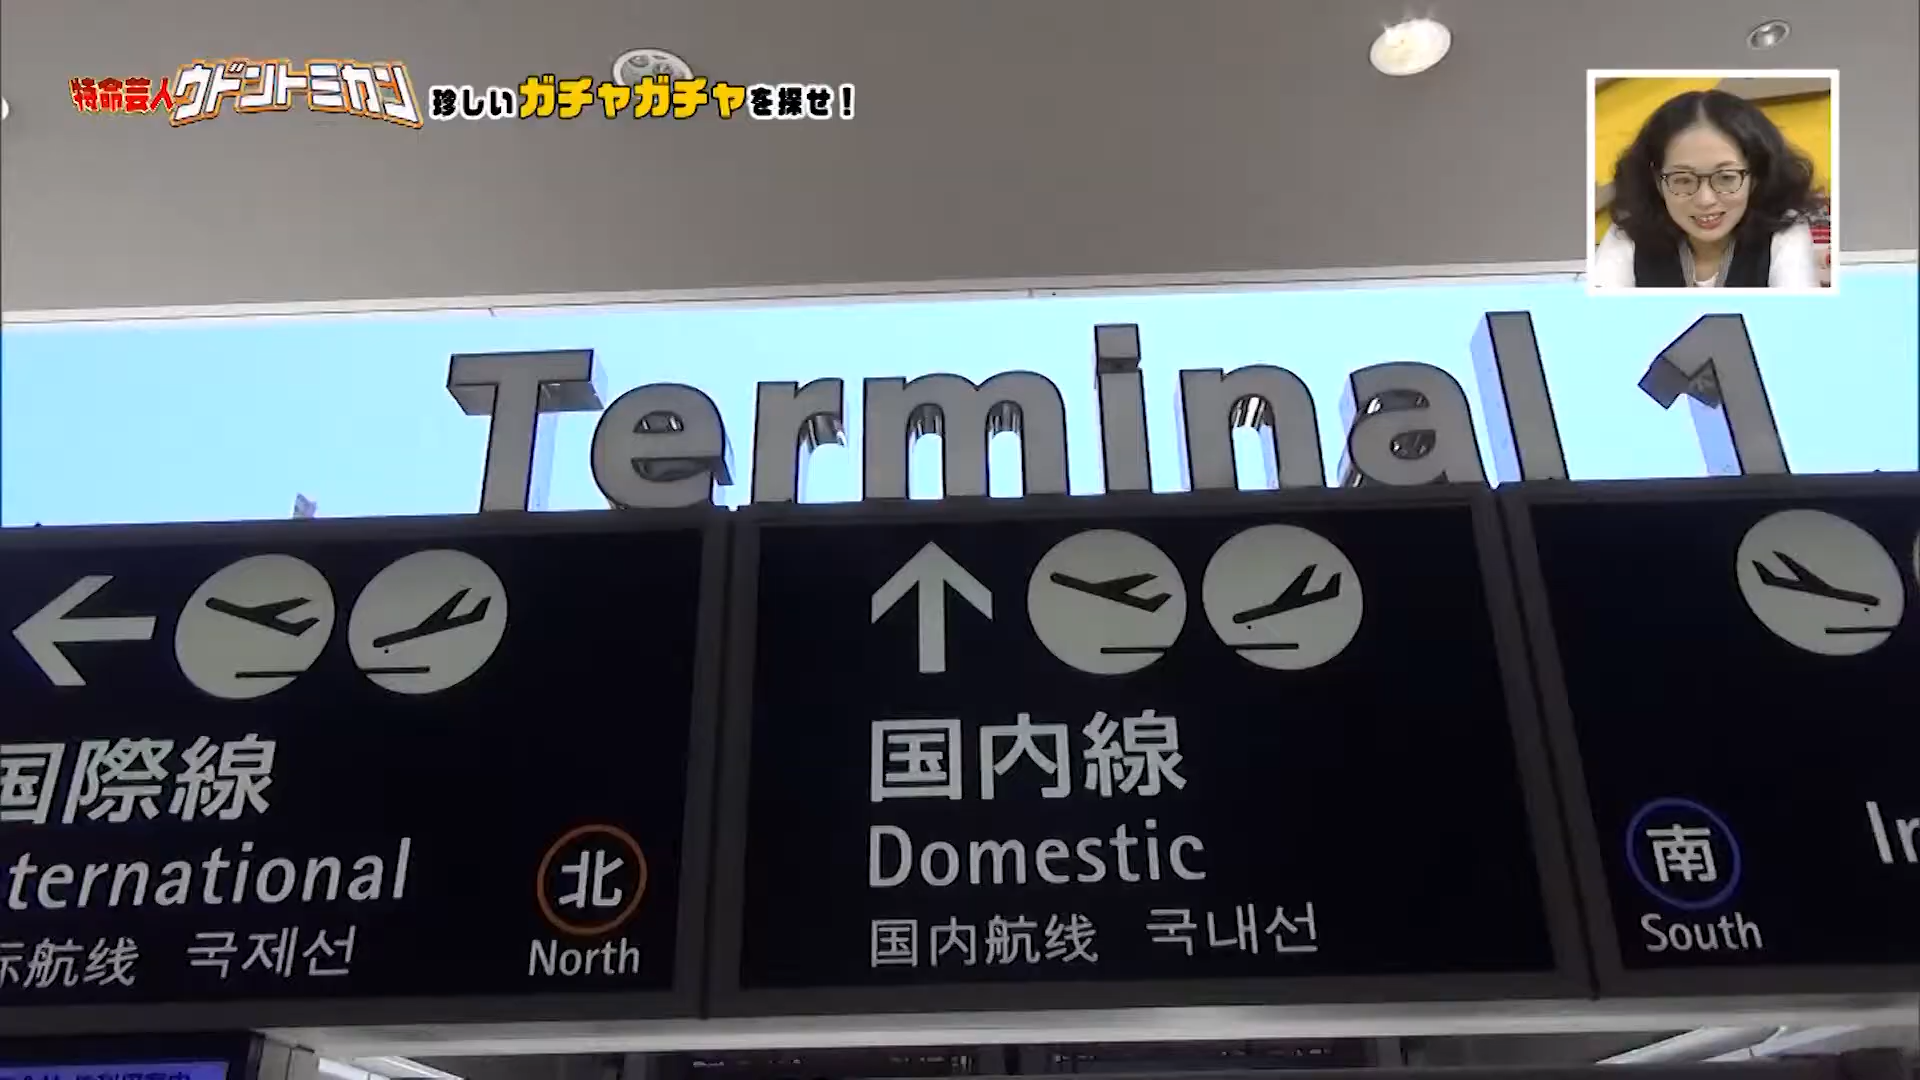 特命芸人ウドントミカン 珍しいガチャガチャを探せ!
Terminal 1
国際線
ternational
际航线 국제선
北
North
国内線
Domestic
国内航线 국내선
南
South
In